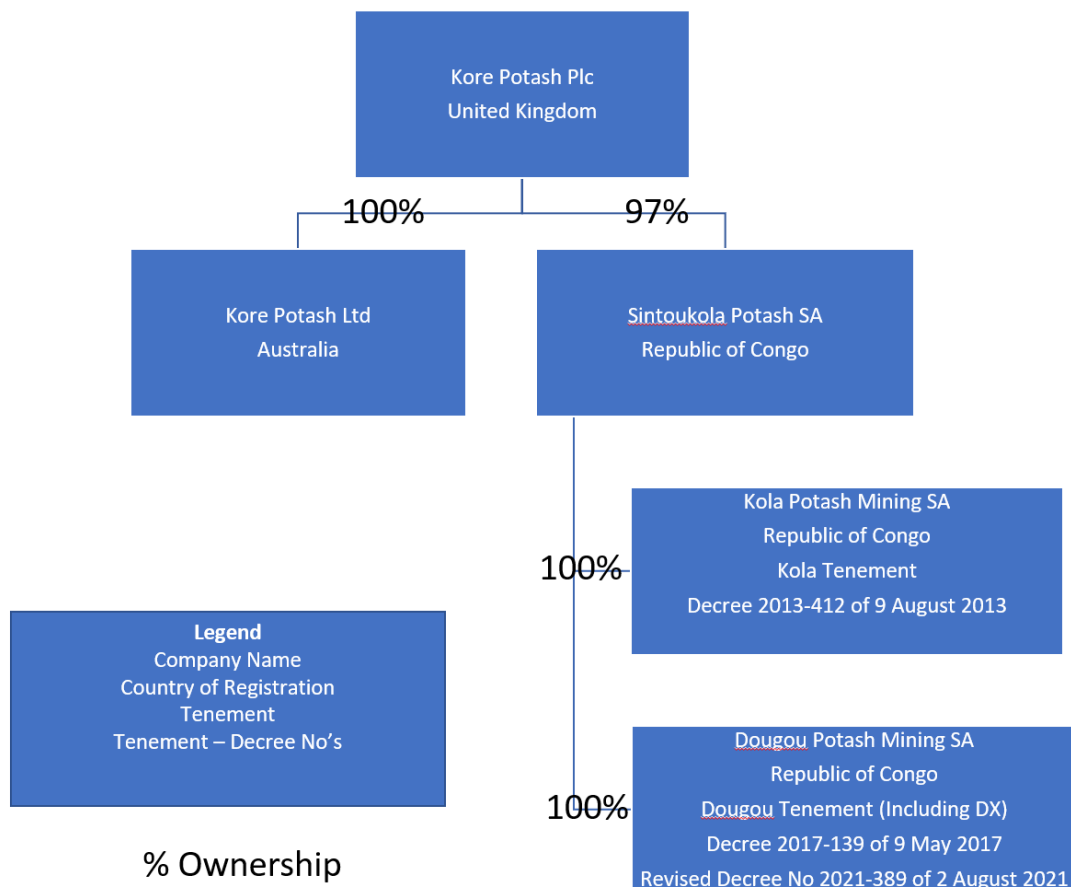 Kore Potash Plc
United Kingdom
100%
97%
Kore Potash Ltd
Australia
Sintoukola Potash SA
Republic of Congo
100%
Kola Potash Mining SA
Republic of Congo
Kola Tenement
Decree 2013-412 of 9 August 2013
Legend
Company Name
Country of Registration
Tenement
Tenement – Decree No’s
100%
Dougou Potash Mining SA
Republic of Congo
Dougou Tenement (Including DX)
Decree 2017-139 of 9 May 2017
Revised Decree No 2021-389 of 2 August 2021
% Ownership